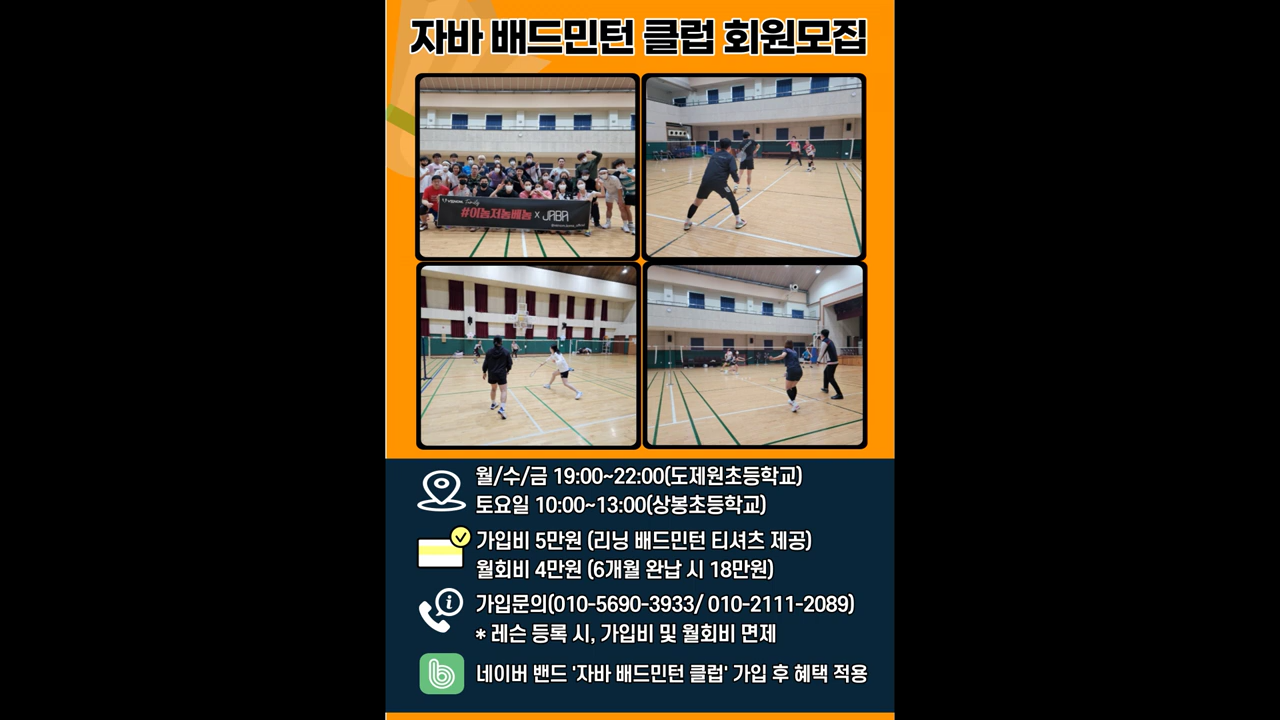 자바 배드민턴 클럽 회원모집
#이놈저놈베놈 x JABA
월/수/금 19:00~22:00(도제원초등학교)
토요일 10:00~13:00(상봉초등학교)
가입비 5만원 (리닝 배드민턴 티셔츠 제공)
월회비 4만원 (6개월 완납 시 18만원)
가입문의(010-5690-3933/ 010-2111-2089)
* 레슨 등록 시, 가입비 및 월회비 면제
네이버 밴드 '자바 배드민턴 클럽' 가입 후 혜택 적용